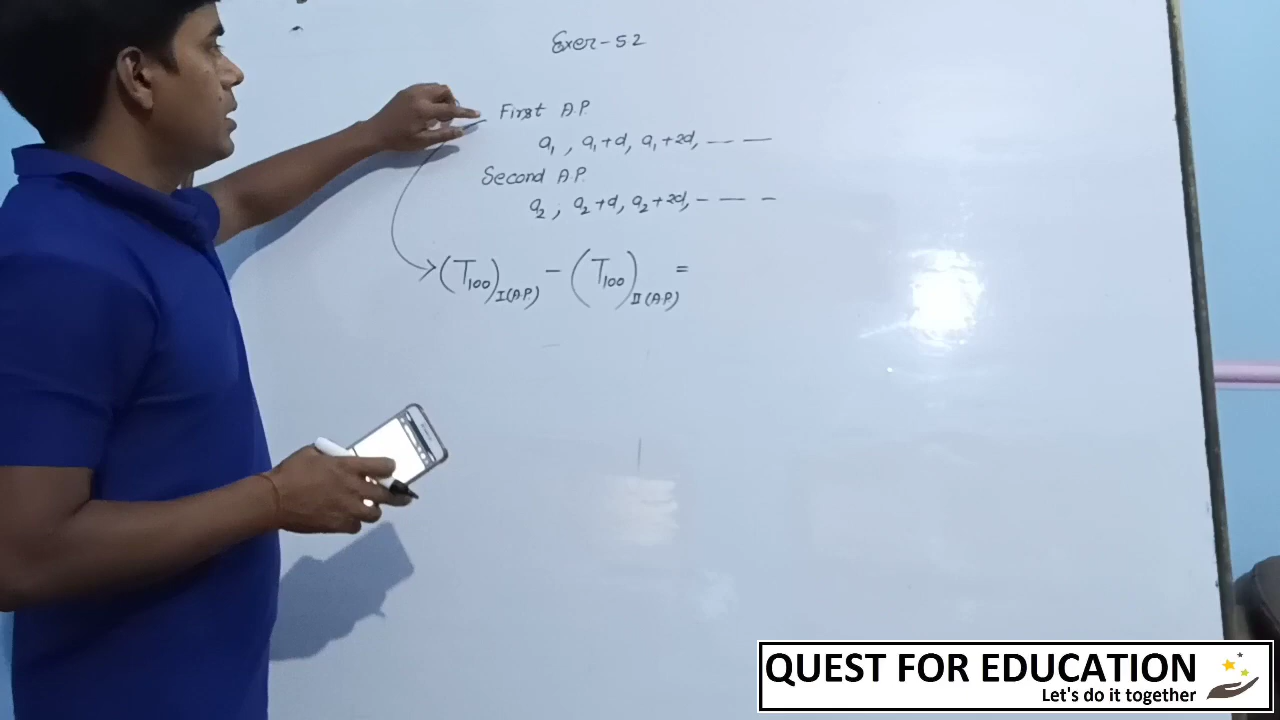 Exer-5.2
First A.P.
a₁, a₁+d, a₁+2d, — —
Second A.P.
a₂, a₂+d, a₂+2d, - — -
(T₁₀₀)I(A.P.) - (T₁₀₀)II(A.P.) =
QUEST FOR EDUCATION
Let's do it together